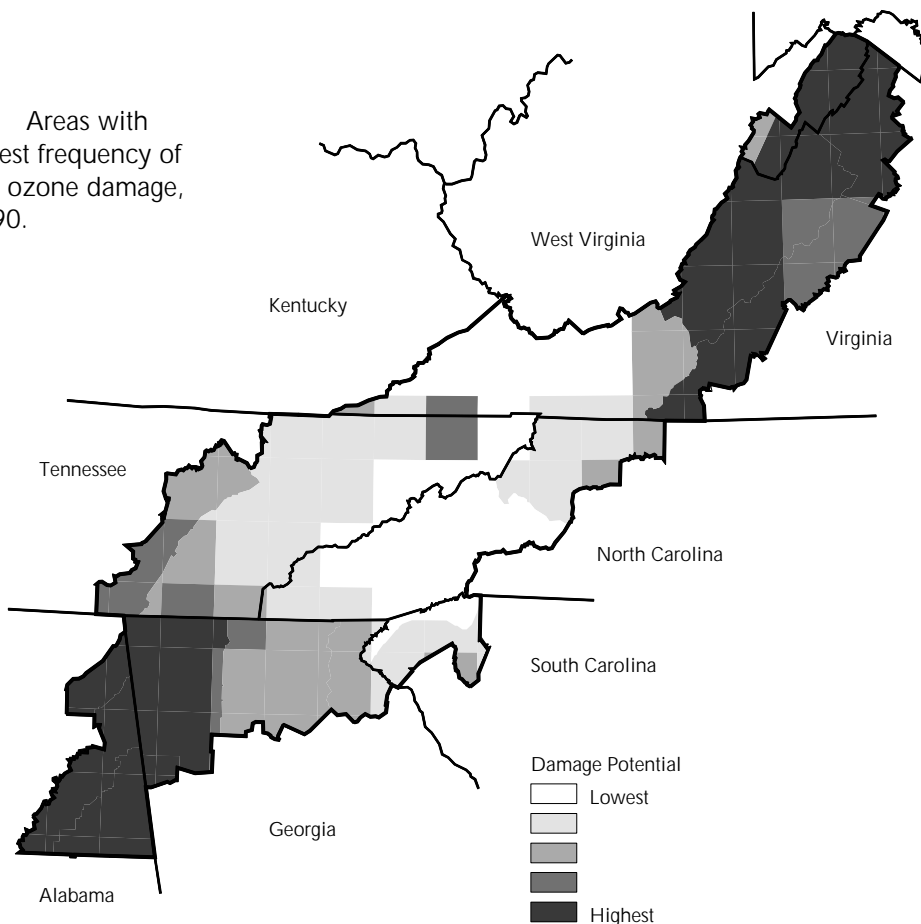 Areas with
est frequency of
ozone damage,
90.
West Virginia
Kentucky
Virginia
Tennessee
North Carolina
South Carolina
Damage Potential
Lowest
Georgia
Alabama
Highest